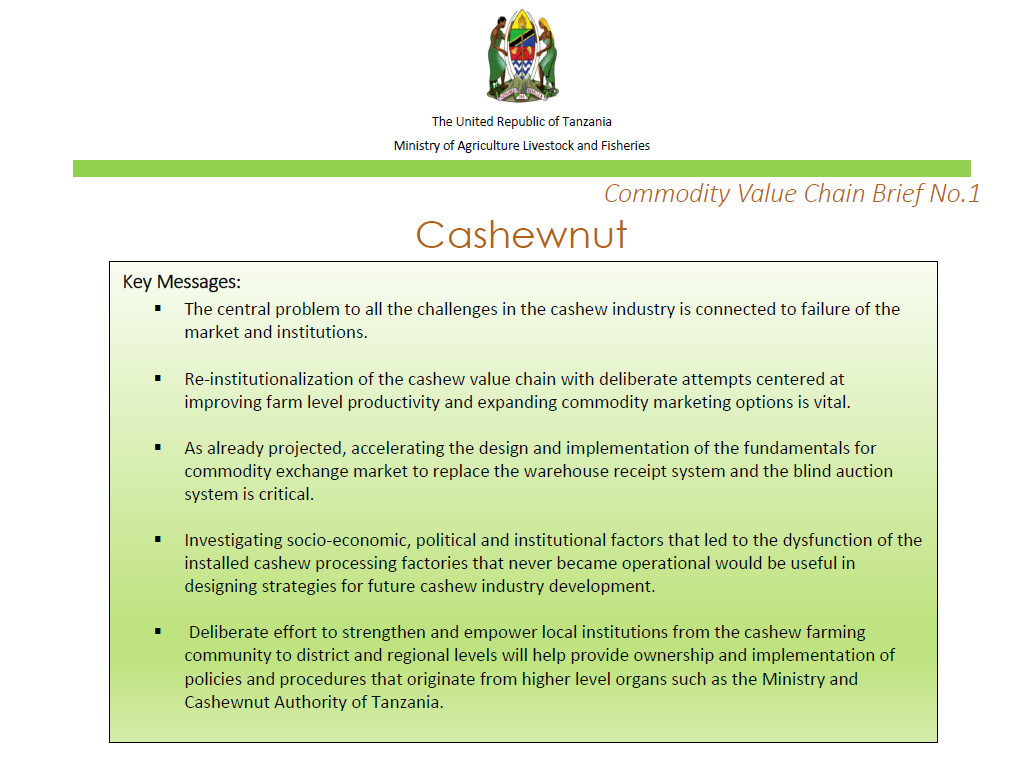 The United Republic of Tanzania
Ministry of Agriculture Livestock and Fisheries
Commodity Value Chain Brief No.1
Cashewnut
Key Messages:
▪ The central problem to all the challenges in the cashew industry is connected to failure of the
market and institutions.
▪ Re-institutionalization of the cashew value chain with deliberate attempts centered at
improving farm level productivity and expanding commodity marketing options is vital.
▪ As already projected, accelerating the design and implementation of the fundamentals for
commodity exchange market to replace the warehouse receipt system and the blind auction
system is critical.
▪ Investigating socio-economic, political and institutional factors that led to the dysfunction of the
installed cashew processing factories that never became operational would be useful in
designing strategies for future cashew industry development.
▪ Deliberate effort to strengthen and empower local institutions from the cashew farming
community to district and regional levels will help provide ownership and implementation of
policies and procedures that originate from higher level organs such as the Ministry and
Cashewnut Authority of Tanzania.